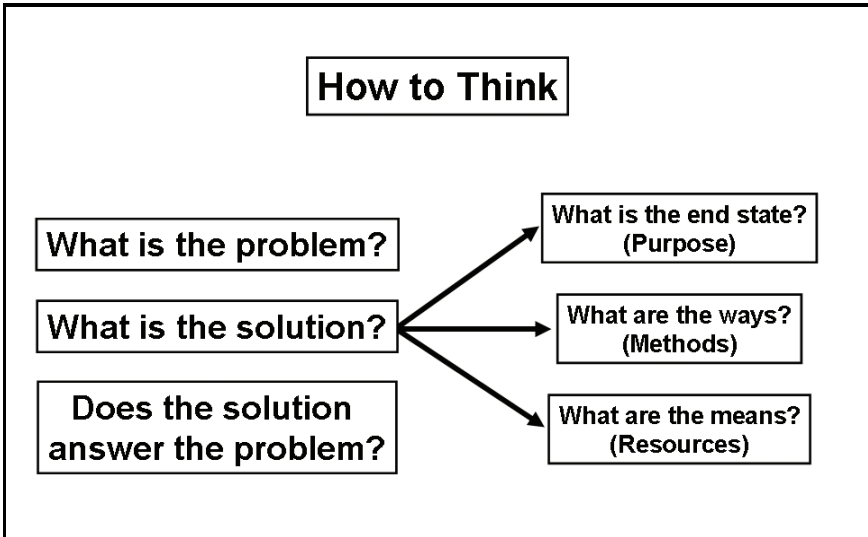 How to Think
What is the problem?
What is the solution?
Does the solution
answer the problem?
What is the end state?
(Purpose)
What are the ways?
(Methods)
What are the means?
(Resources)